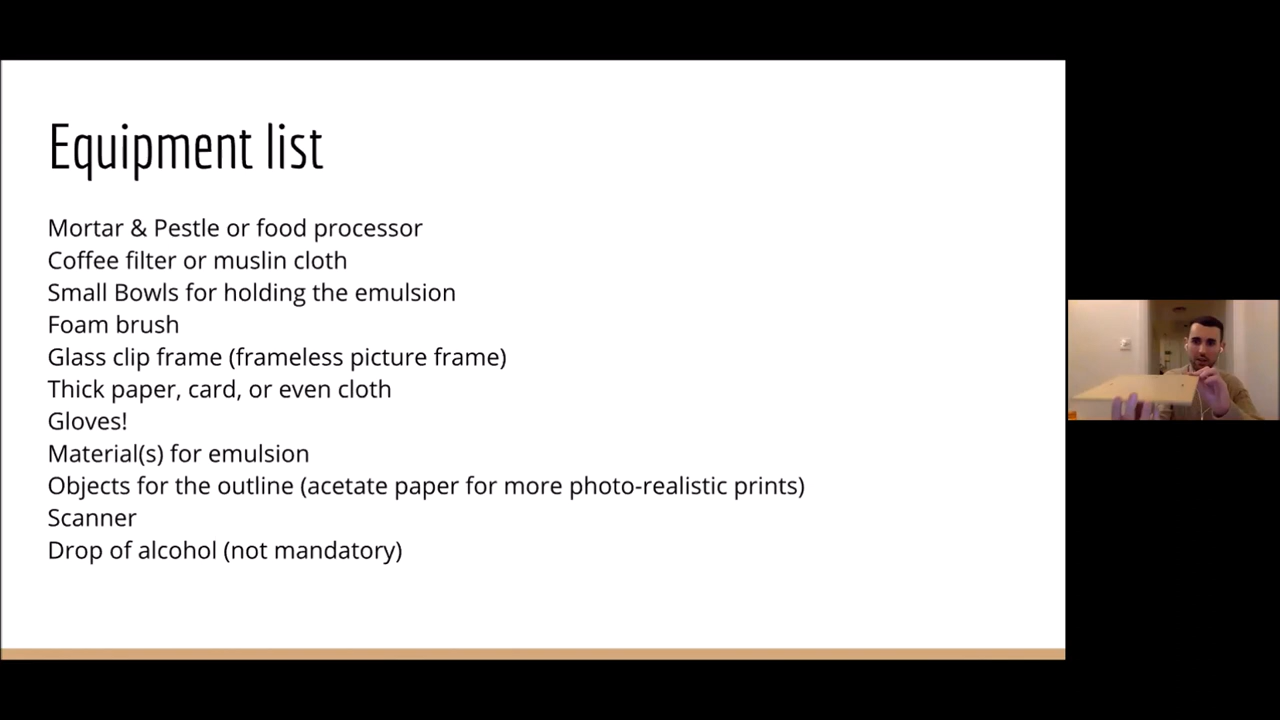 Equipment list
Mortar & Pestle or food processor
Coffee filter or muslin cloth
Small Bowls for holding the emulsion
Foam brush
Glass clip frame (frameless picture frame)
Thick paper, card, or even cloth
Gloves!
Material(s) for emulsion
Objects for the outline (acetate paper for more photo-realistic prints)
Scanner
Drop of alcohol (not mandatory)